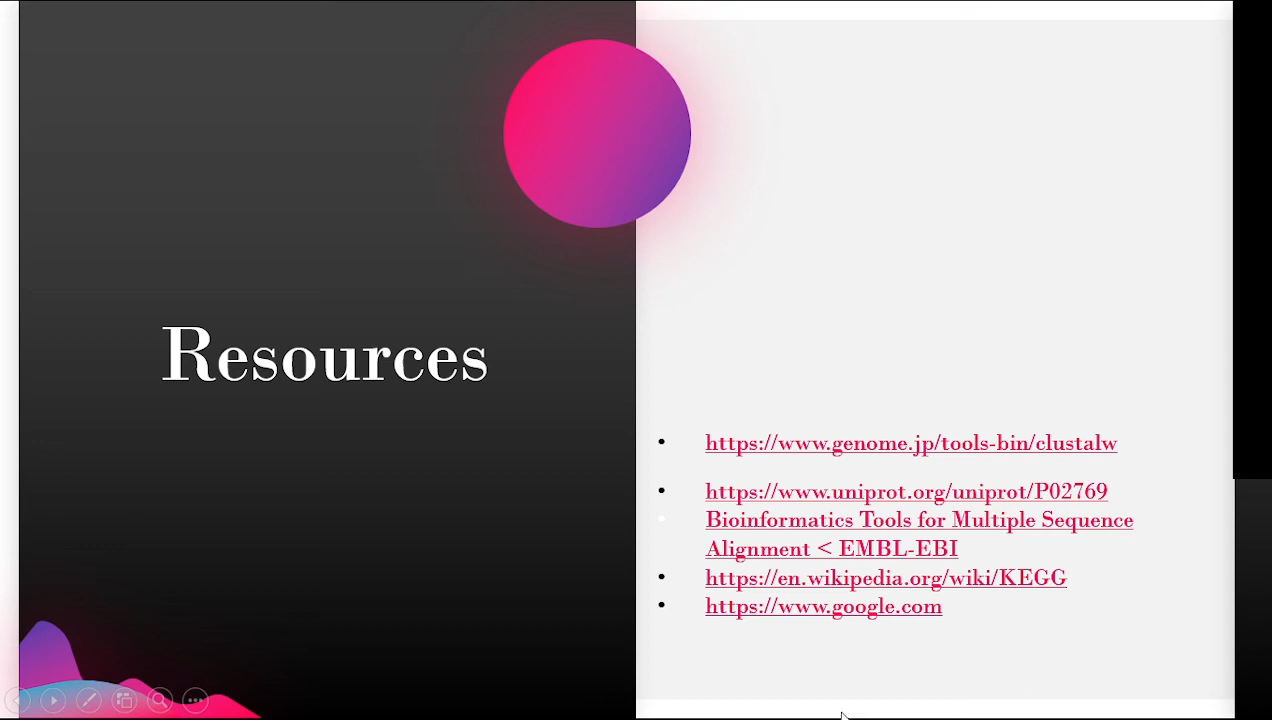 Resources
• https://www.genome.jp/tools-bin/clustalw
• https://www.uniprot.org/uniprot/P02769
• Bioinformatics Tools for Multiple Sequence
Alignment < EMBL-EBI
• https://en.wikipedia.org/wiki/KEGG
• https://www.google.com